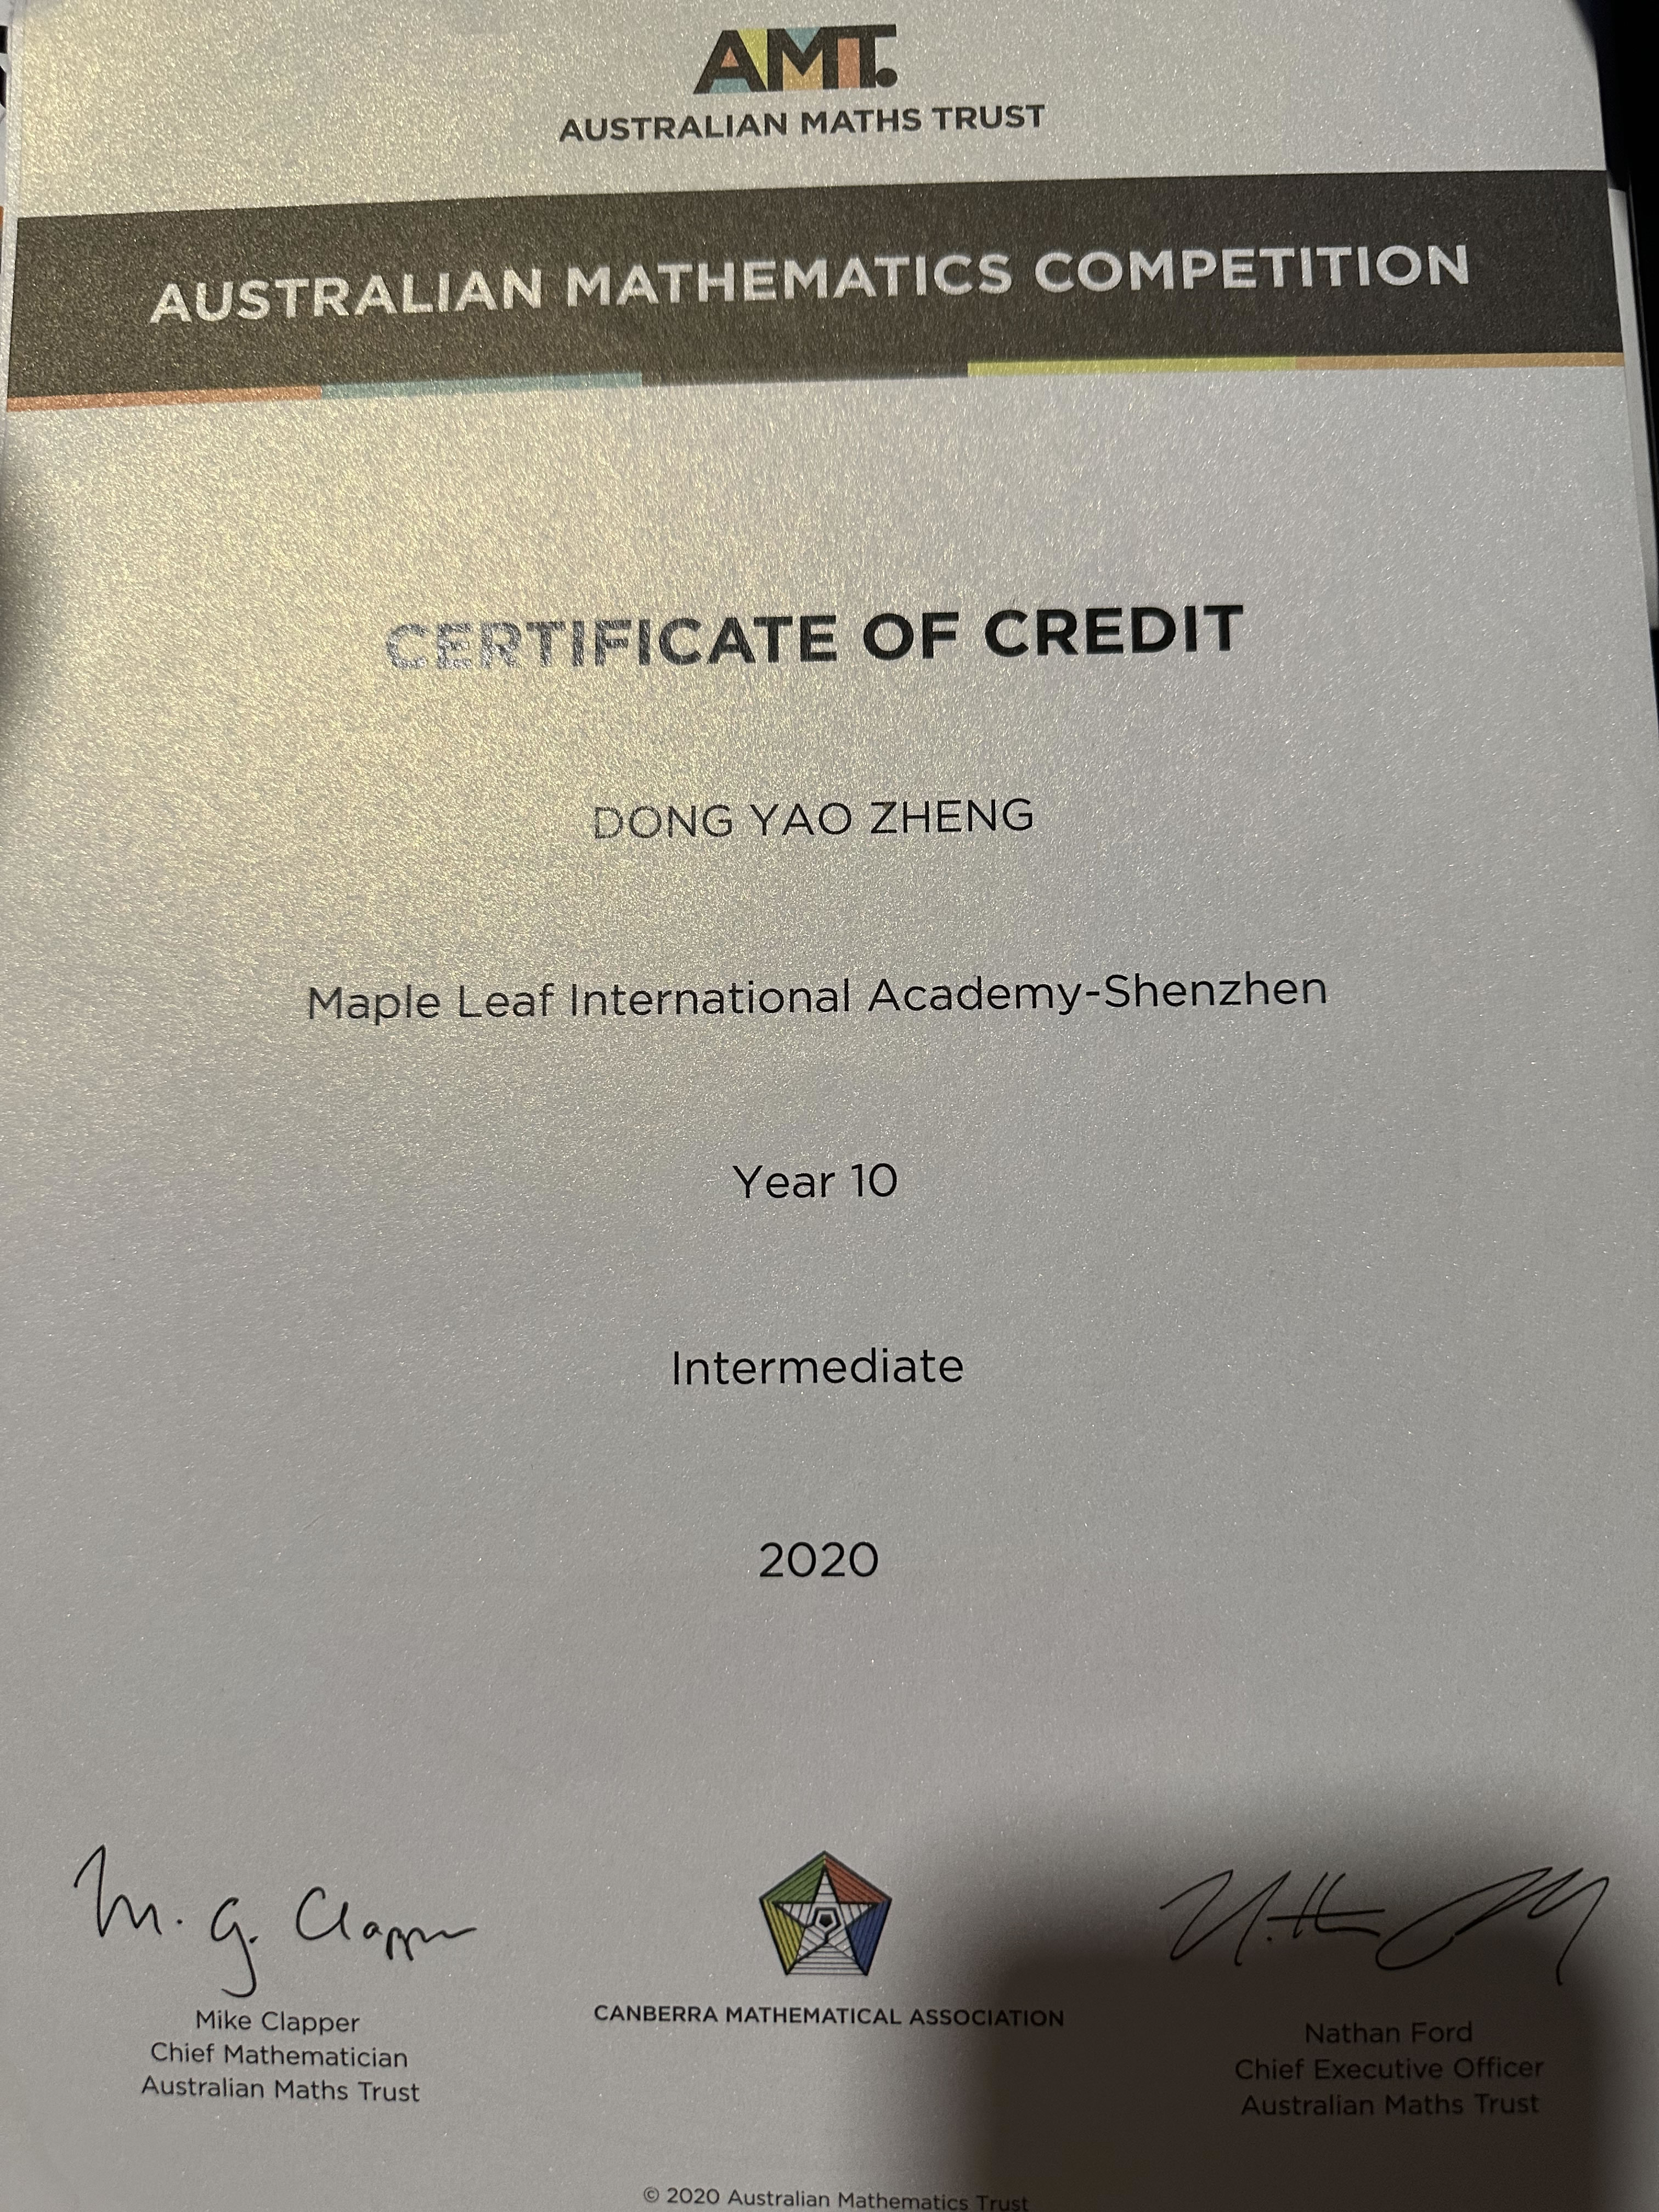 AMT.
AUSTRALIAN MATHS TRUST
AUSTRALIAN MATHEMATICS COMPETITION
CERTIFICATE OF CREDIT
DONG YAO ZHENG
Maple Leaf International Academy-Shenzhen
Year 10
Intermediate
2020
M. G. Clapper
Mike Clapper
Chief Mathematician
Australian Maths Trust
CANBERRA MATHEMATICAL ASSOCIATION
Nathan Ford
Chief Executive Officer
Australian Maths Trust
© 2020 Australian Mathematics Trust